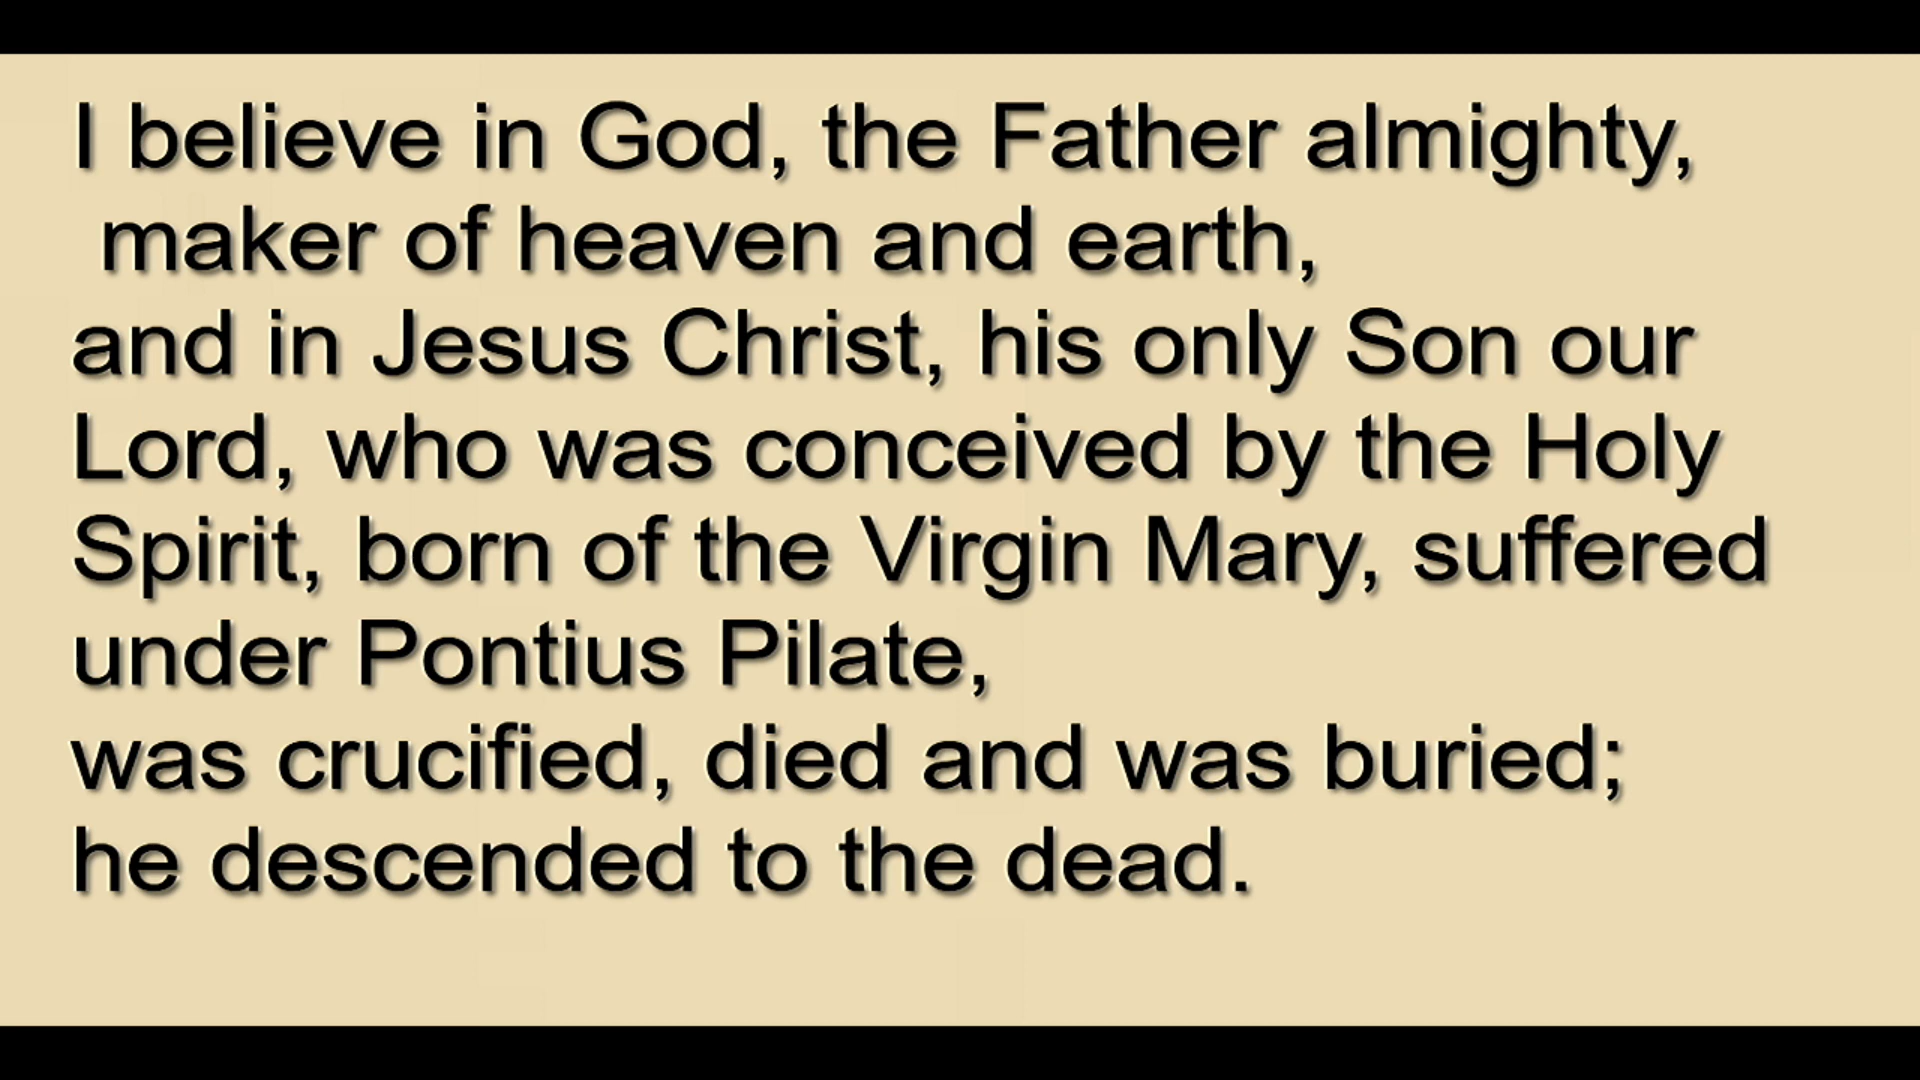 I believe in God, the Father almighty,
maker of heaven and earth,
and in Jesus Christ, his only Son our
Lord, who was conceived by the Holy
Spirit, born of the Virgin Mary, suffered
under Pontius Pilate,
was crucified, died and was buried;
he descended to the dead.